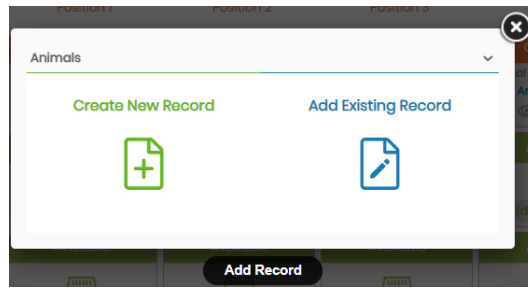 Position 1 Position 2 Position 3
Animals
Create New Record Add Existing Record
Add Record